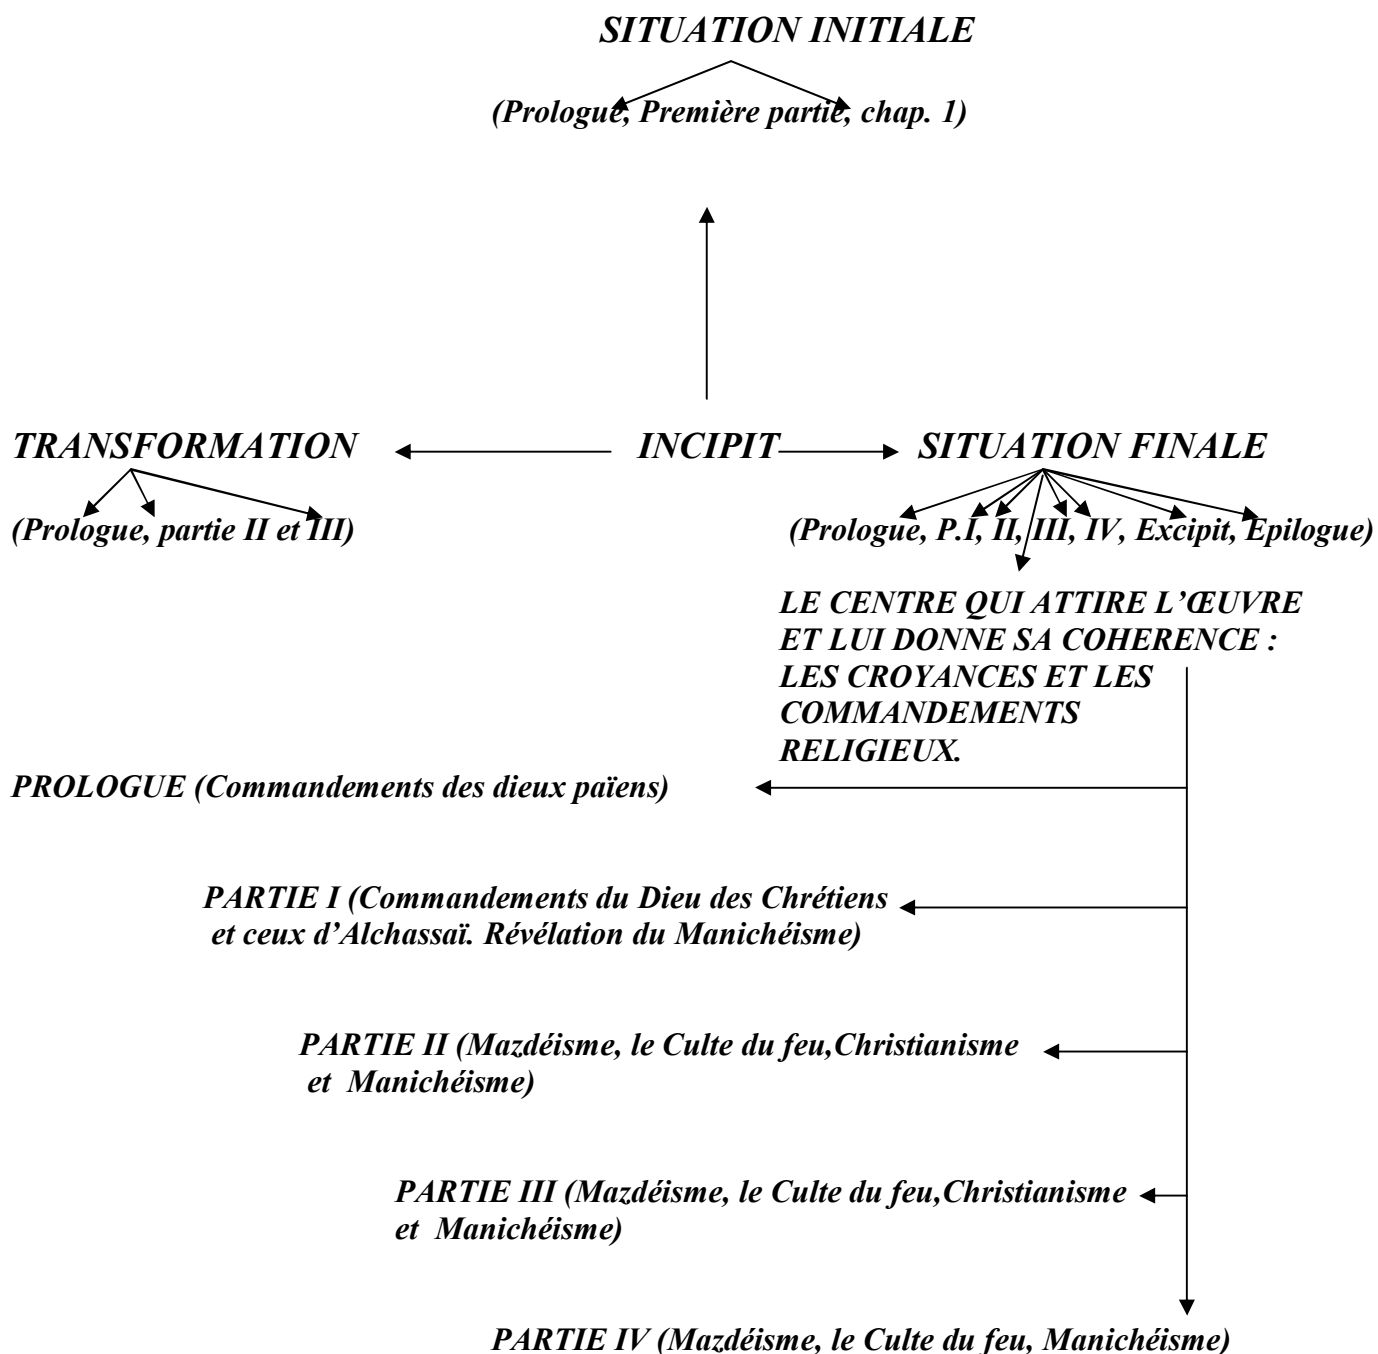 SITUATION INITIALE
(Prologue, Première partie, chap. 1)
TRANSFORMATION
INCIPIT
SITUATION FINALE
(Prologue, partie II et III)
(Prologue, P.I, II, III, IV, Excipit, Epilogue)
LE CENTRE QUI ATTIRE L’ŒUVRE
ET LUI DONNE SA COHERENCE :
LES CROYANCES ET LES
COMMANDEMENTS
RELIGIEUX.
PROLOGUE (Commandements des dieux païens)
PARTIE I (Commandements du Dieu des Chrétiens
et ceux d’Alchassaï. Révélation du Manichéisme)
PARTIE II (Mazdéisme, le Culte du feu,Christianisme
et Manichéisme)
PARTIE III (Mazdéisme, le Culte du feu,Christianisme
et Manichéisme)
PARTIE IV (Mazdéisme, le Culte du feu, Manichéisme)